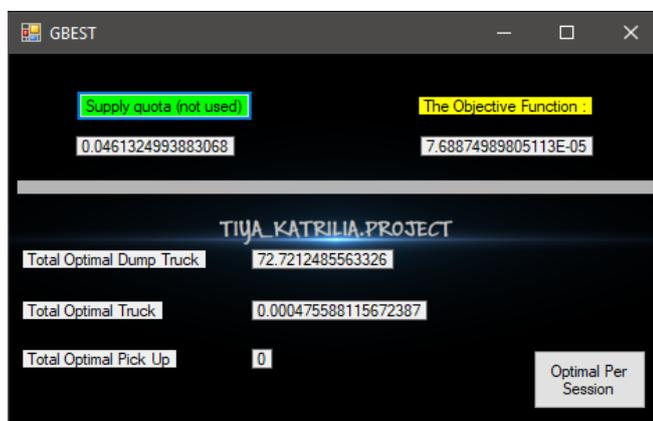 GBEST
Supply quota (not used)
The Objective Function :
0.0461324993883068
7.68874989805113E-05
TIYA_KATRILIA.PROJECT
Total Optimal Dump Truck
72.7212485563326
Total Optimal Truck
0.000475588115672387
Total Optimal Pick Up
0
Optimal Per
Session